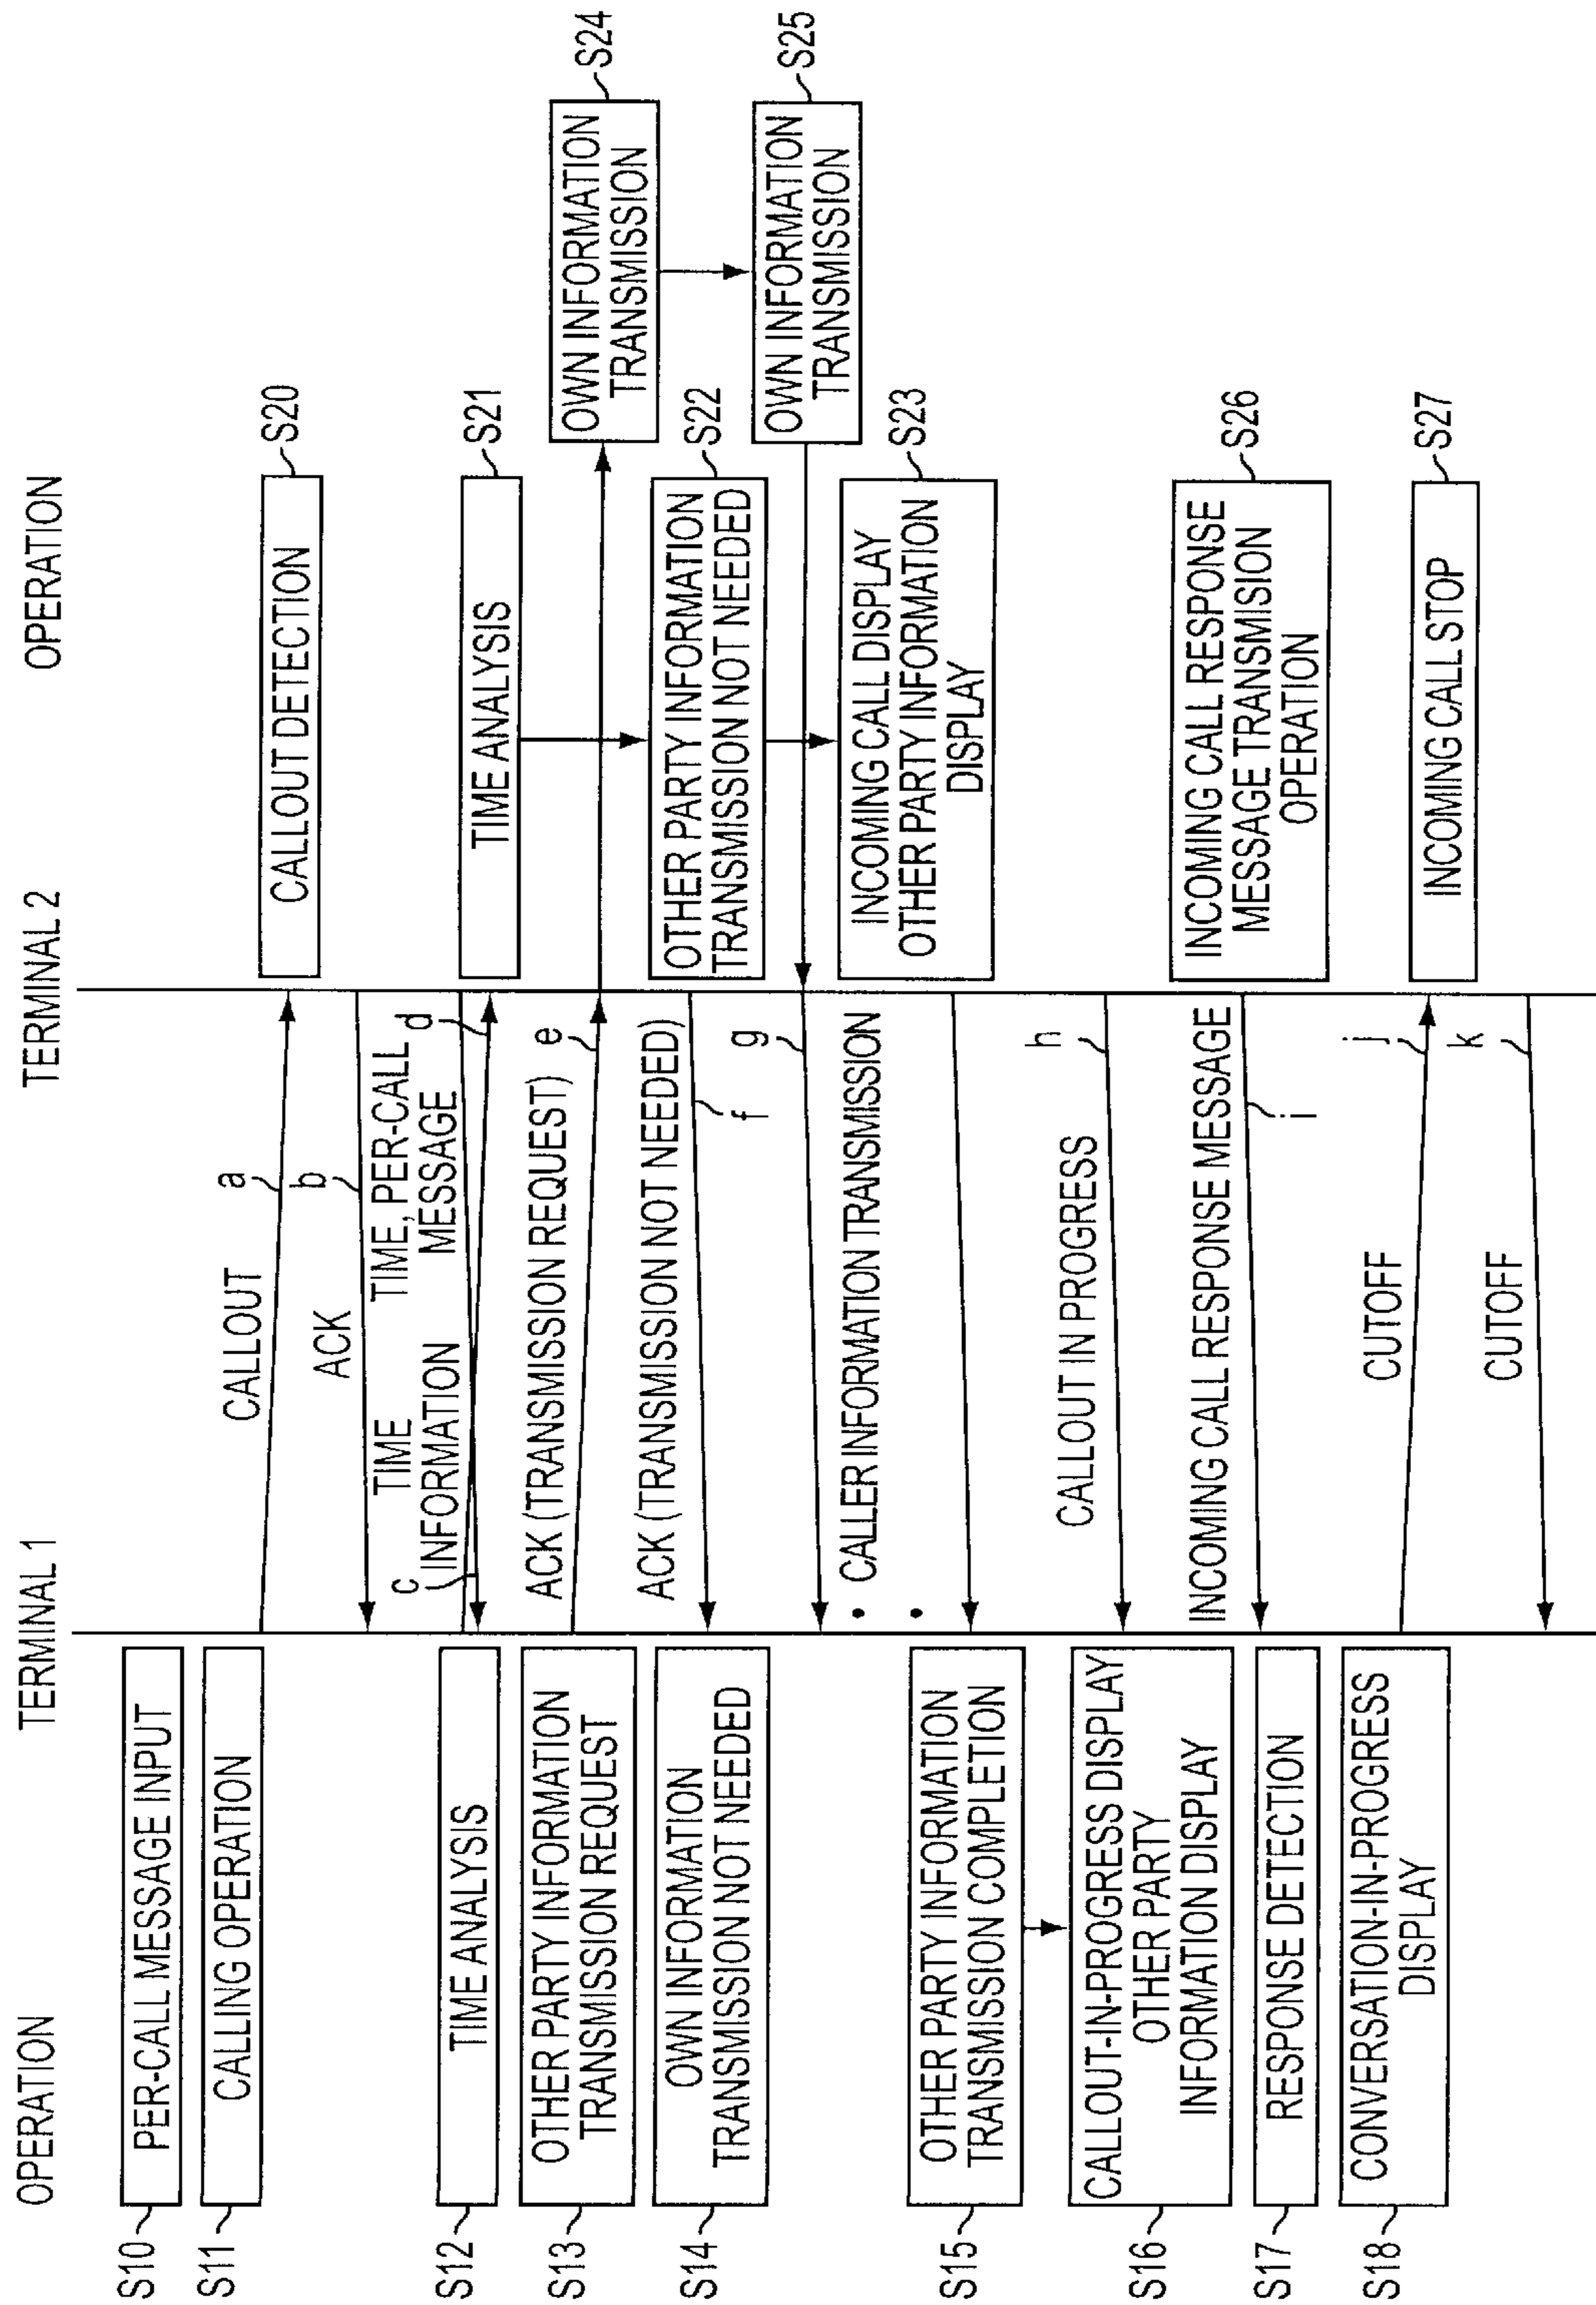 OPERATION
TERMINAL 1
TERMINAL 2
OPERATION
S10
PER-CALL MESSAGE INPUT
S11
CALLING OPERATION
CALLOUT
a
CALLOUT DETECTION
S20
ACK
b
TIME
INFORMATION
c
TIME, PER-CALL
MESSAGE
d
S12
TIME ANALYSIS
TIME ANALYSIS
S21
S13
OTHER PARTY INFORMATION
TRANSMISSION REQUEST
ACK (TRANSMISSION REQUEST)
e
OWN INFORMATION
TRANSMISSION
S24
S14
OWN INFORMATION
TRANSMISSION NOT NEEDED
ACK (TRANSMISSION NOT NEEDED)
f
OTHER PARTY INFORMATION
TRANSMISSION NOT NEEDED
S22
g
OWN INFORMATION
TRANSMISSION
S25
CALLER INFORMATION TRANSMISSION
INCOMING CALL DISPLAY
OTHER PARTY INFORMATION
DISPLAY
S23
S15
OTHER PARTY INFORMATION
TRANSMISSION COMPLETION
S16
CALLOUT-IN-PROGRESS DISPLAY
OTHER PARTY
INFORMATION DISPLAY
CALLOUT IN PROGRESS
h
S17
RESPONSE DETECTION
INCOMING CALL RESPONSE MESSAGE
i
INCOMING CALL RESPONSE
MESSAGE TRANSMISION
OPERATION
S26
S18
CONVERSATION-IN-PROGRESS
DISPLAY
CUTOFF
j
INCOMING CALL STOP
S27
CUTOFF
k